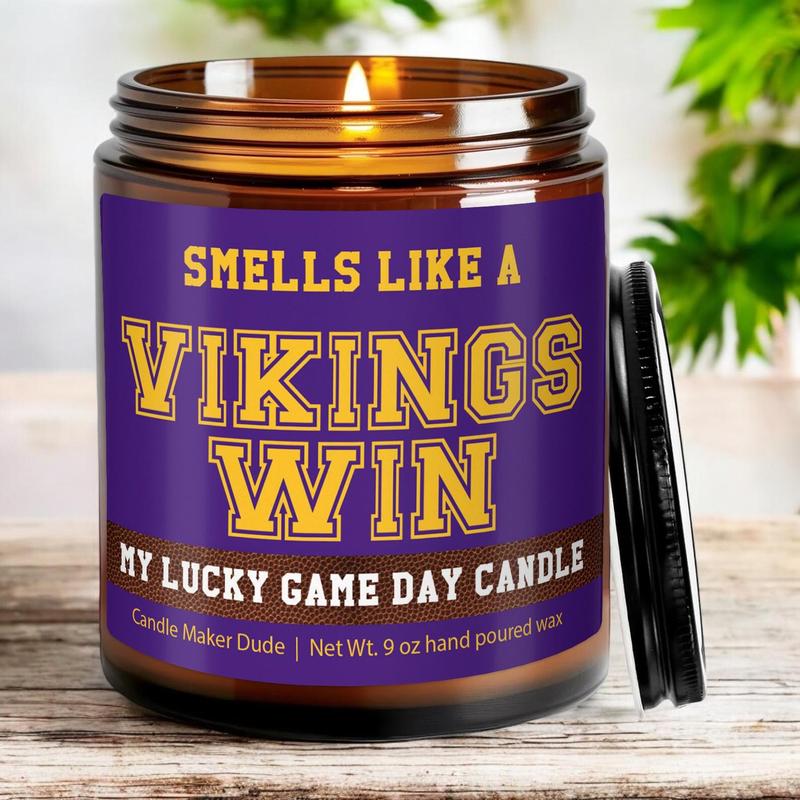 SMELLS LIKE A
VIKINGS
WIN
MY LUCKY GAME DAY CANDLE
Candle Maker Dude | Net Wt. 9 oz hand poured wax